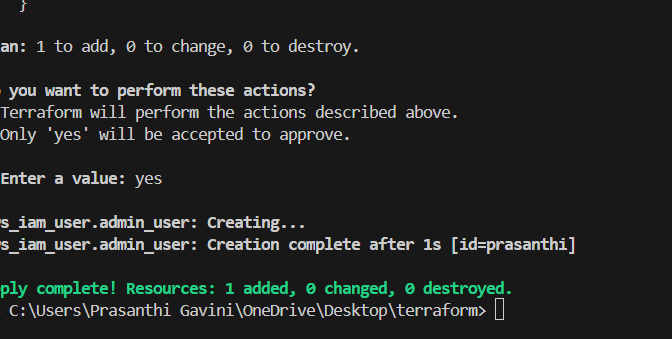 }
an: 1 to add, 0 to change, 0 to destroy.
you want to perform these actions?
Terraform will perform the actions described above.
Only 'yes' will be accepted to approve.
Enter a value: yes
s_iam_user.admin_user: Creating...
s_iam_user.admin_user: Creation complete after 1s [id=prasanthi]
ply complete! Resources: 1 added, 0 changed, 0 destroyed.
C:\Users\Prasanthi Gavini\OneDrive\Desktop\terraform>